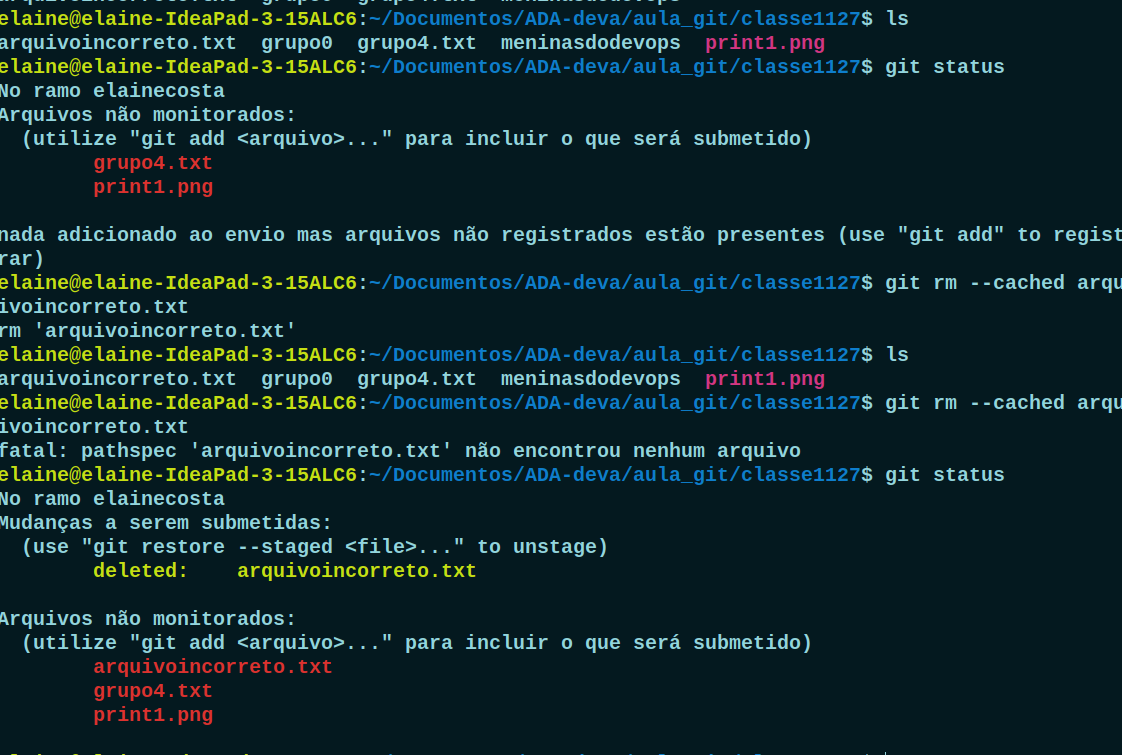 elaine@elaine-IdeaPad-3-15ALC6:~/Documentos/ADA-deva/aula_git/classe1127$ ls
arquivoincorreto.txt  grupo0  grupo4.txt  meninasdodevops  print1.png
elaine@elaine-IdeaPad-3-15ALC6:~/Documentos/ADA-deva/aula_git/classe1127$ git status
No ramo elainecosta
Arquivos não monitorados:
  (utilize "git add <arquivo>..." para incluir o que será submetido)
        grupo4.txt
        print1.png
nada adicionado ao envio mas arquivos não registrados estão presentes (use "git add" to regist
rar)
elaine@elaine-IdeaPad-3-15ALC6:~/Documentos/ADA-deva/aula_git/classe1127$ git rm --cached arqu
ivoincorreto.txt
rm 'arquivoincorreto.txt'
elaine@elaine-IdeaPad-3-15ALC6:~/Documentos/ADA-deva/aula_git/classe1127$ ls
arquivoincorreto.txt  grupo0  grupo4.txt  meninasdodevops  print1.png
elaine@elaine-IdeaPad-3-15ALC6:~/Documentos/ADA-deva/aula_git/classe1127$ git rm --cached arqu
ivoincorreto.txt
fatal: pathspec 'arquivoincorreto.txt' não encontrou nenhum arquivo
elaine@elaine-IdeaPad-3-15ALC6:~/Documentos/ADA-deva/aula_git/classe1127$ git status
No ramo elainecosta
Mudanças a serem submetidas:
  (use "git restore --staged <file>..." to unstage)
        deleted:    arquivoincorreto.txt
Arquivos não monitorados:
  (utilize "git add <arquivo>..." para incluir o que será submetido)
        arquivoincorreto.txt
        grupo4.txt
        print1.png